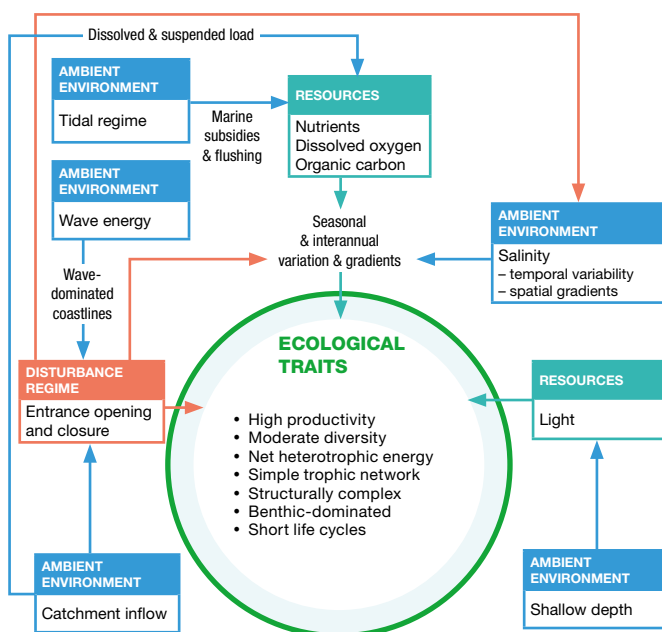 Dissolved & suspended load
AMBIENT
ENVIRONMENT
Tidal regime
Marine
subsidies
& flushing
RESOURCES
Nutrients
Dissolved oxygen
Organic carbon
AMBIENT
ENVIRONMENT
Wave energy
Wave-
dominated
coastlines
Seasonal
& interannual
variation & gradients
AMBIENT
ENVIRONMENT
Salinity
– temporal variability
– spatial gradients
DISTURBANCE
REGIME
Entrance opening
and closure
ECOLOGICAL
TRAITS
• High productivity
• Moderate diversity
• Net heterotrophic energy
• Simple trophic network
• Structurally complex
• Benthic-dominated
• Short life cycles
RESOURCES
Light
AMBIENT
ENVIRONMENT
Catchment inflow
AMBIENT
ENVIRONMENT
Shallow depth